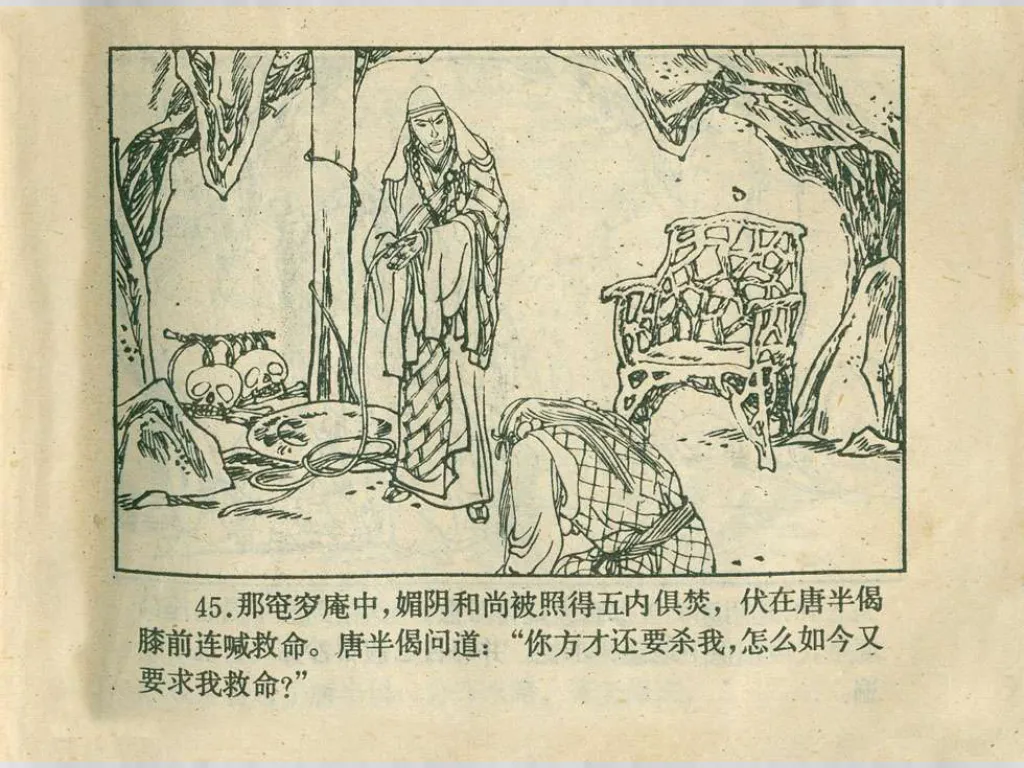 45.那窀穸庵中,媚阴和尚被照得五内俱焚,伏在唐半偈
膝前连喊救命。唐半偈问道:“你方才还要杀我,怎么如今又
要求我救命?”